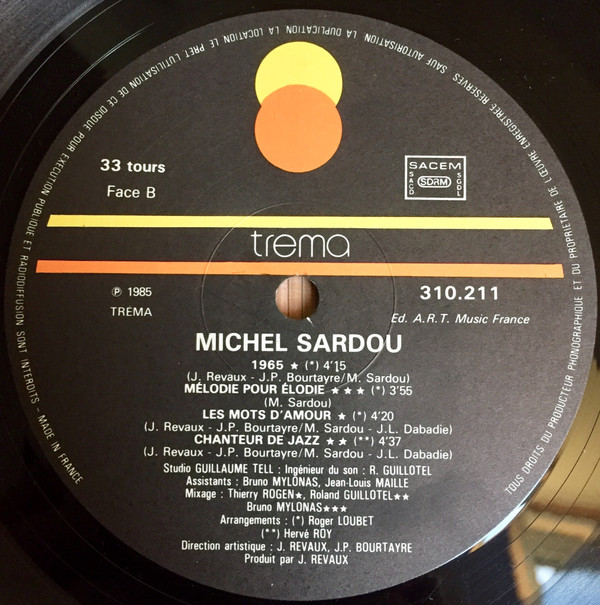 TOUS DROITS DU PRODUCTEUR PHONOGRAPHIQUE ET DU PROPRIETAIRE DE L'ŒUVRE ENREGISTREE RESERVES SAUF AUTORISATION LA DUPLICATION LA LOCATION LE PRET L'UTILISATION DE CE DISQUE POUR EXECUTION PUBLIQUE ET RADIODIFFUSION SONT INTERDITS - MADE IN FRANCE
33 tours
Face B
SACEM
SACD
SDRM
SGDL
trema
℗ 1985
TREMA
310.211
Ed. A.R.T. Music France
MICHEL SARDOU
1965 ★ (*) 4'15
(J. Revaux - J.P. Bourtayre/M. Sardou)
MÉLODIE POUR ÉLODIE ★ ★ ★ (*) 3'55
(M. Sardou)
LES MOTS D'AMOUR ★ (*) 4'20
(J. Revaux - J.P. Bourtayre/M. Sardou - J.L. Dabadie)
CHANTEUR DE JAZZ ★ ★ (**) 4'37
(J. Revaux - J.P. Bourtayre/M. Sardou - J.L. Dabadie)
Studio GUILLAUME TELL : Ingénieur du son : R. GUILLOTEL
Assistants : Bruno MYLONAS, Jean-Louis MAILLE
Mixage : Thierry ROGEN★, Roland GUILLOTEL★★
Bruno MYLONAS★★★
Arrangements : (*) Roger LOUBET
(**) Hervé ROY
Direction artistique : J. REVAUX, J.P. BOURTAYRE
Produit par J. REVAUX